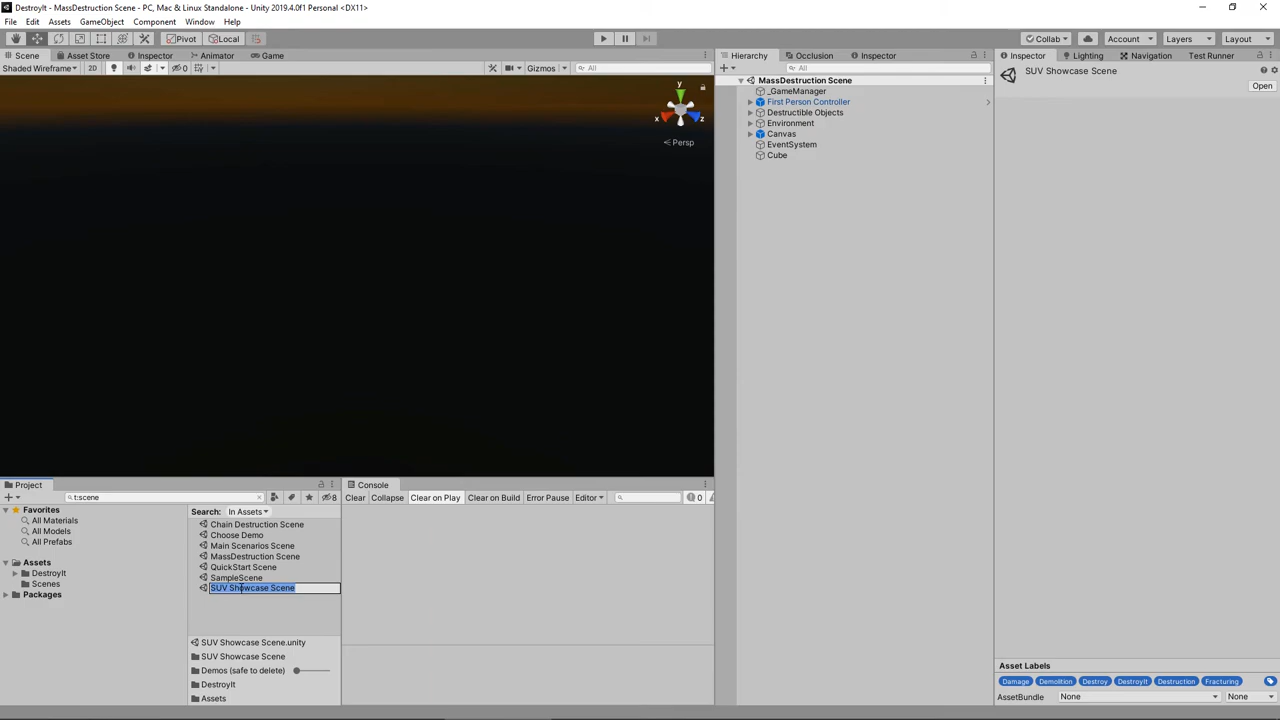 DestroyIt - MassDestruction Scene - PC, Mac & Linux Standalone - Unity 2019.4.0f1 Personal <DX11>
File Edit Assets GameObject Component Window Help
Pivot Local Collab Account Layers Layout
Scene Asset Store Inspector Animator Game
Shaded Wireframe 2D 0 Gizmos All
y
x z
Persp
Hierarchy Occlusion Inspector
All
MassDestruction Scene
_GameManager
First Person Controller
Destructible Objects
Environment
Canvas
EventSystem
Cube
Inspector Lighting Navigation Test Runner
SUV Showcase Scene
Open
Project
t:scene 8
Favorites
All Materials
All Models
All Prefabs
Assets
DestroyIt
Scenes
Packages
Search: In Assets
Chain Destruction Scene
Choose Demo
Main Scenarios Scene
MassDestruction Scene
QuickStart Scene
SampleScene
SUV Showcase Scene
SUV Showcase Scene.unity
SUV Showcase Scene
Demos (safe to delete)
DestroyIt
Assets
Console
Clear Collapse Clear on Play Clear on Build Error Pause Editor 0
Asset Labels
Damage Demolition Destroy DestroyIt Destruction Fracturing
AssetBundle None None